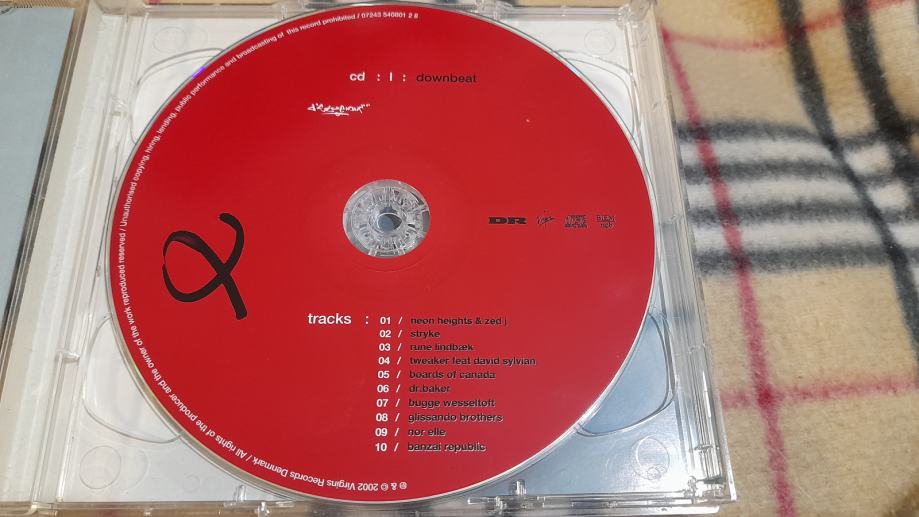 cd : I : downbeat
DR
tracks :
01 / neon heights & zed j
02 / stryke
03 / rune lindbæk
04 / tweaker feat david sylvian
05 / boards of canada
06 / dr.baker
07 / bugge wesseltoft
08 / glissando brothers
09 / nor elle
10 / banzai republic
℗ & © 2002 Virgins Records Denmark / All rights of the producer and the owner of the work reproduced reserved / Unauthorised copying, hiring, lending, public performance and broadcasting of this record prohibited / 07243 540801 2 8